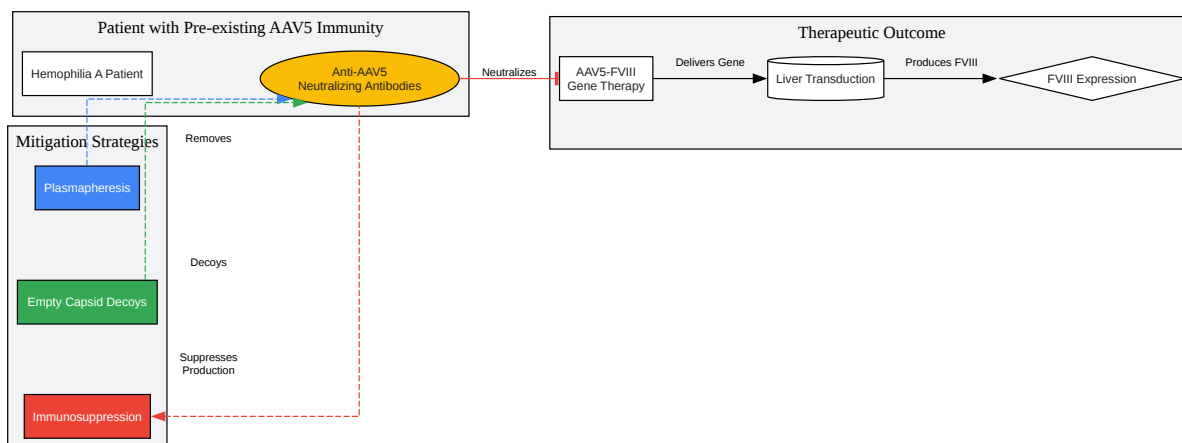 Patient with Pre-existing AAV5 Immunity
Hemophilia A Patient
Anti-AAV5
Neutralizing Antibodies
Neutralizes
Therapeutic Outcome
AAV5-FVIII
Gene Therapy
Delivers Gene
Liver Transduction
Produces FVIII
FVIII Expression
Mitigation Strategies
Removes
Plasmapheresis
Decoys
Empty Capsid Decoys
Suppresses
Production
Immunosuppression